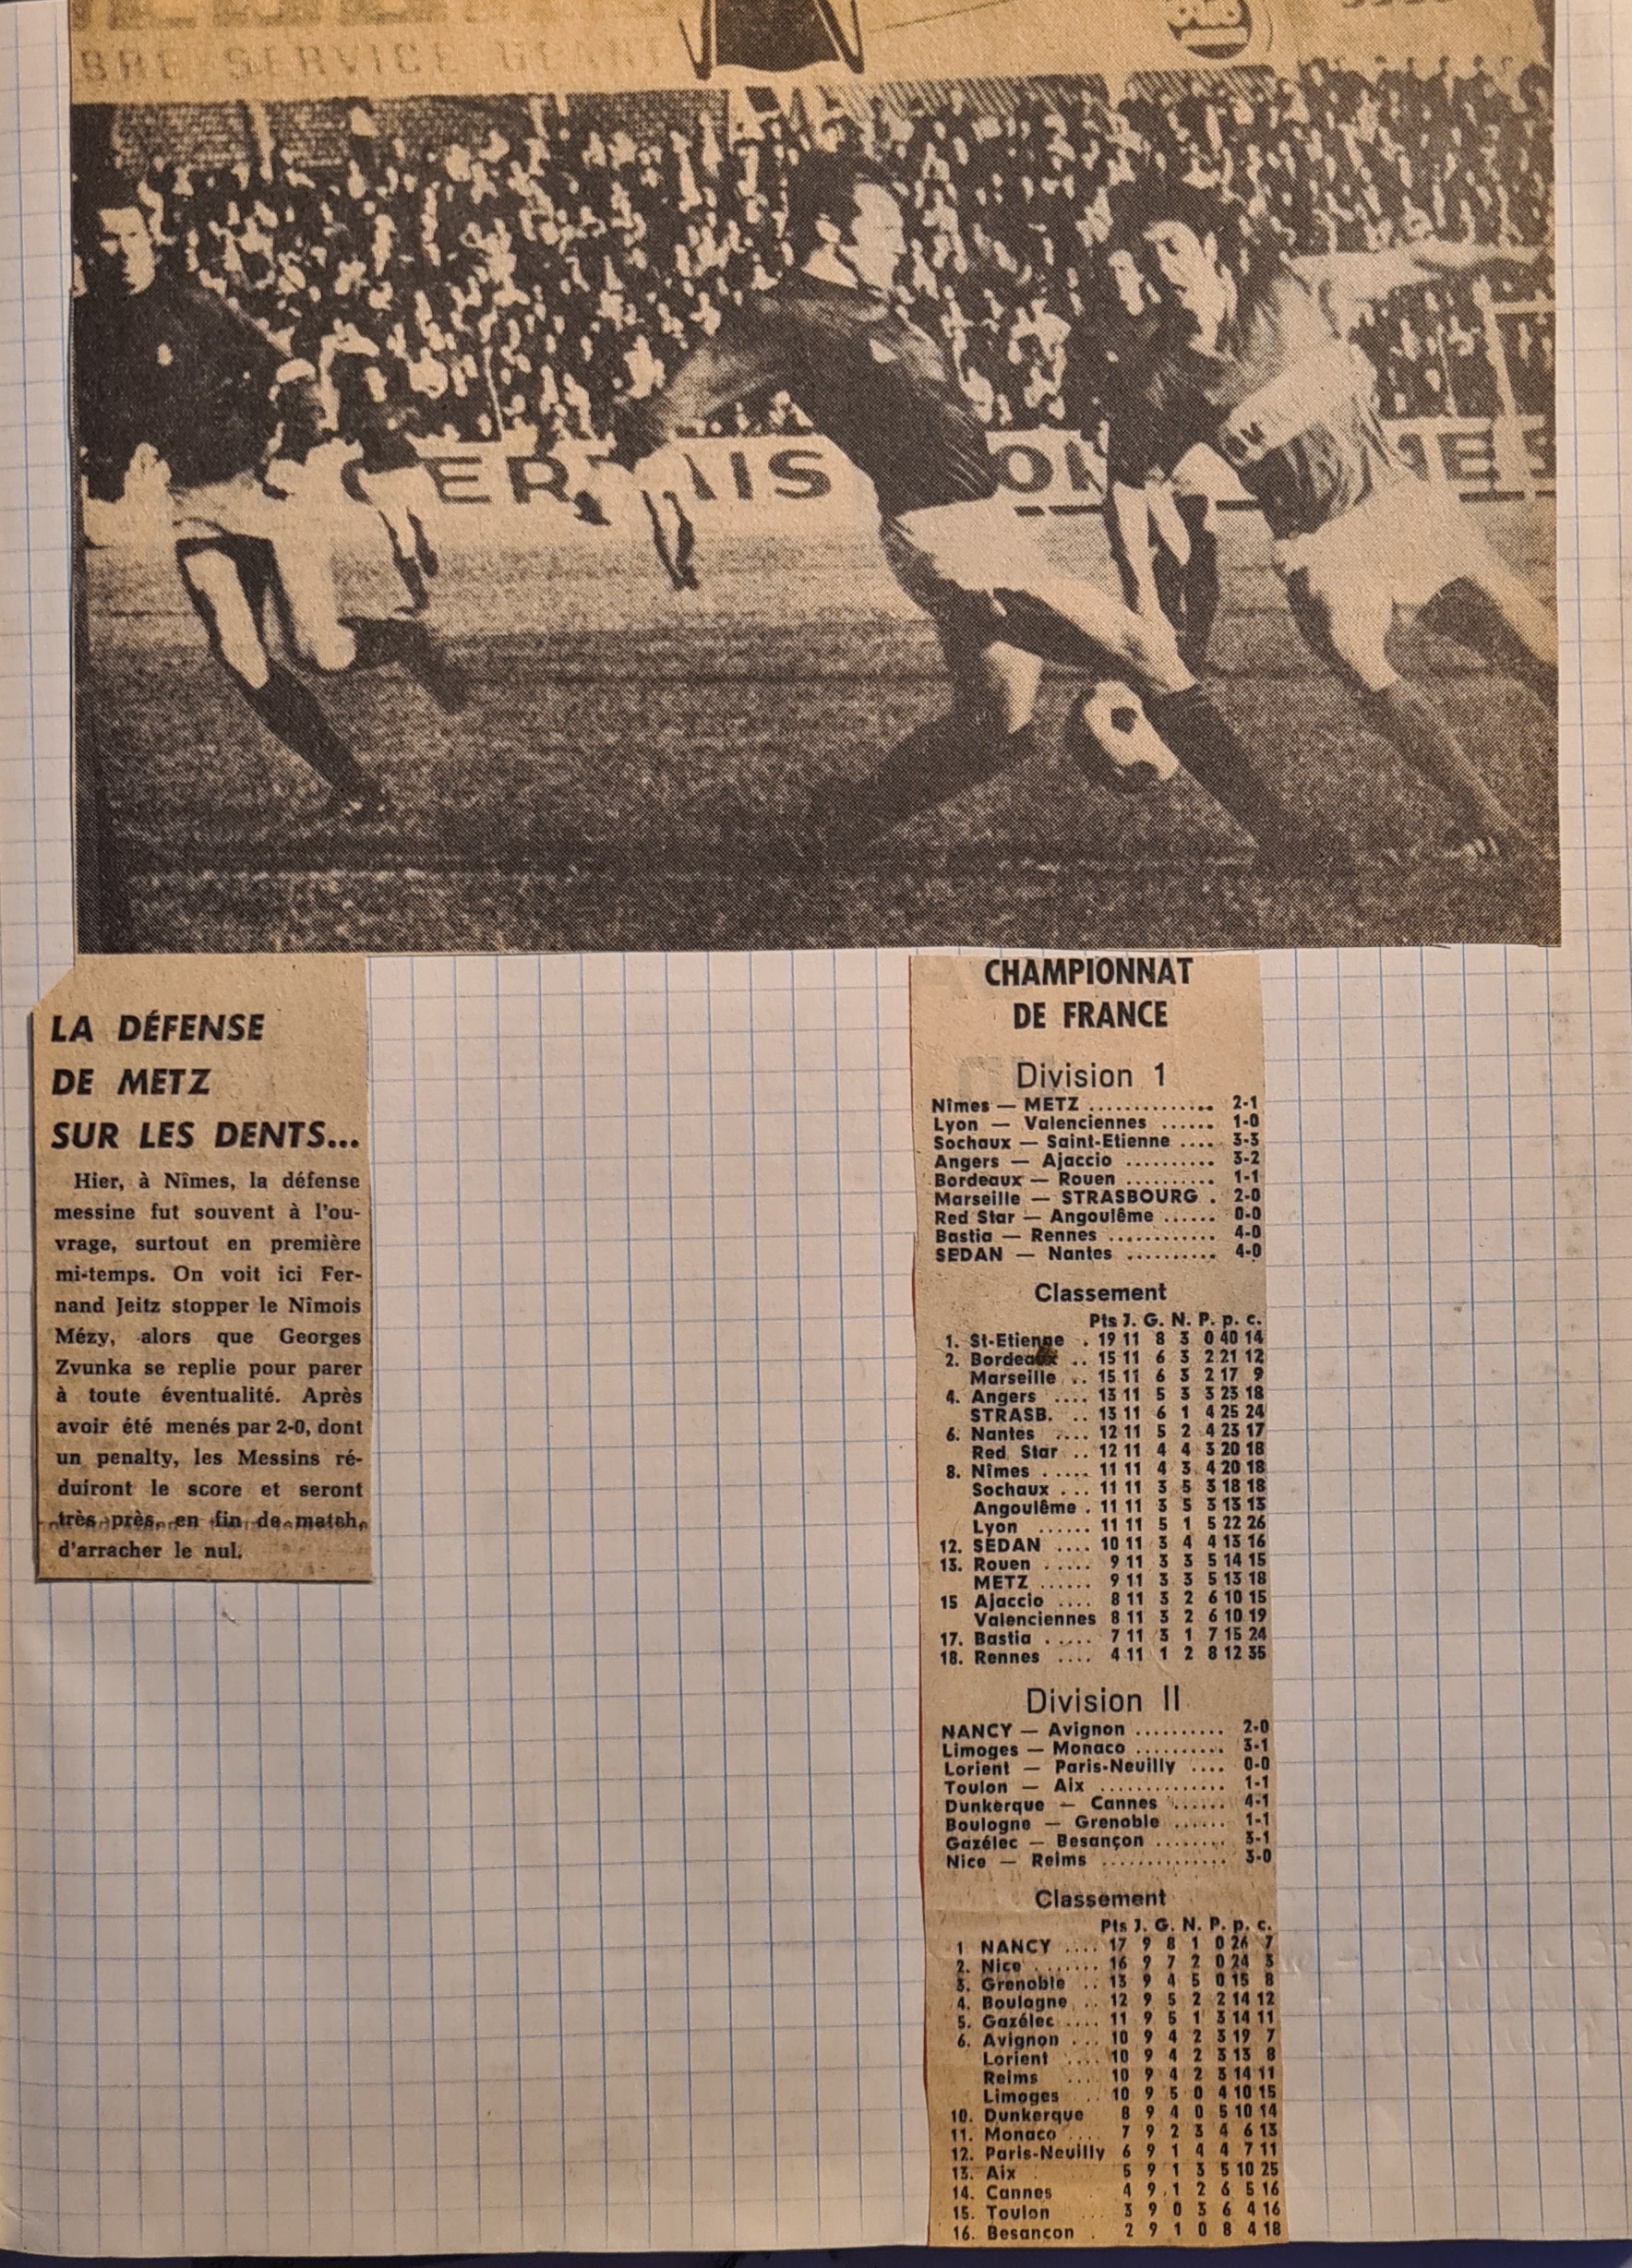 BRE SERVICE GEANT
GERVAIS
LA DÉFENSE
DE METZ
SUR LES DENTS...
Hier, à Nîmes, la défense
messine fut souvent à l'ou-
vrage, surtout en première
mi-temps. On voit ici Fer-
nand Jeitz stopper le Nîmois
Mézy, alors que Georges
Zvunka se replie pour parer
à toute éventualité. Après
avoir été menés par 2-0, dont
un penalty, les Messins ré-
duiront le score et seront
très près, en fin de match,
d'arracher le nul.
CHAMPIONNAT
DE FRANCE
Division 1
Nîmes — METZ .............. 2-1
Lyon — Valenciennes ...... 1-0
Sochaux — Saint-Etienne .... 3-3
Angers — Ajaccio .......... 3-2
Bordeaux — Rouen .......... 1-1
Marseille — STRASBOURG . 2-0
Red Star — Angoulême ...... 0-0
Bastia — Rennes ............ 4-0
SEDAN — Nantes .......... 4-0
Classement
Pts J. G. N. P. p. c.
1. St-Etienne . 19 11 8 3 0 40 14
2. Bordeaux .. 15 11 6 3 2 21 12
Marseille .. 15 11 6 3 2 17 9
4. Angers .... 13 11 5 3 3 23 18
STRASB. .. 13 11 6 1 4 25 24
6. Nantes .... 12 11 5 2 4 23 17
Red Star .. 12 11 4 4 3 20 18
8. Nîmes ..... 11 11 4 3 4 20 18
Sochaux ... 11 11 3 5 3 18 18
Angoulême . 11 11 3 5 3 13 13
Lyon ...... 11 11 5 1 5 22 26
12. SEDAN .... 10 11 3 4 4 13 16
13. Rouen ..... 9 11 3 3 5 14 15
METZ ...... 9 11 3 3 5 13 18
15 Ajaccio .... 8 11 3 2 6 10 15
Valenciennes 8 11 3 2 6 10 19
17. Bastia ..... 7 11 3 1 7 15 24
18. Rennes .... 4 11 1 2 8 12 35
Division II
NANCY — Avignon .......... 2-0
Limoges — Monaco .......... 3-1
Lorient — Paris-Neuilly .... 0-0
Toulon — Aix .............. 1-1
Dunkerque — Cannes ...... 4-1
Boulogne — Grenoble ...... 1-1
Gazélec — Besançon ........ 3-1
Nice — Reims .............. 3-0
Classement
Pts J. G. N. P. p. c.
1 NANCY .... 17 9 8 1 0 26 7
2. Nice ....... 16 9 7 2 0 24 3
3. Grenoble .. 13 9 4 5 0 15 8
4. Boulogne .. 12 9 5 2 2 14 12
5. Gazélec .... 11 9 5 1 3 14 11
6. Avignon ... 10 9 4 2 3 19 7
Lorient .... 10 9 4 2 3 13 8
Reims .... 10 9 4 2 3 14 11
Limoges .. 10 9 5 0 4 10 15
10. Dunkerque 8 9 4 0 5 10 14
11. Monaco .... 7 9 2 3 4 6 13
12. Paris-Neuilly 6 9 1 4 4 7 11
13. Aix 5 9 1 3 5 10 25
14. Cannes 4 9 1 2 6 5 16
15. Toulon ... 3 9 0 3 6 4 16
16. Besançon . 2 9 1 0 8 4 18